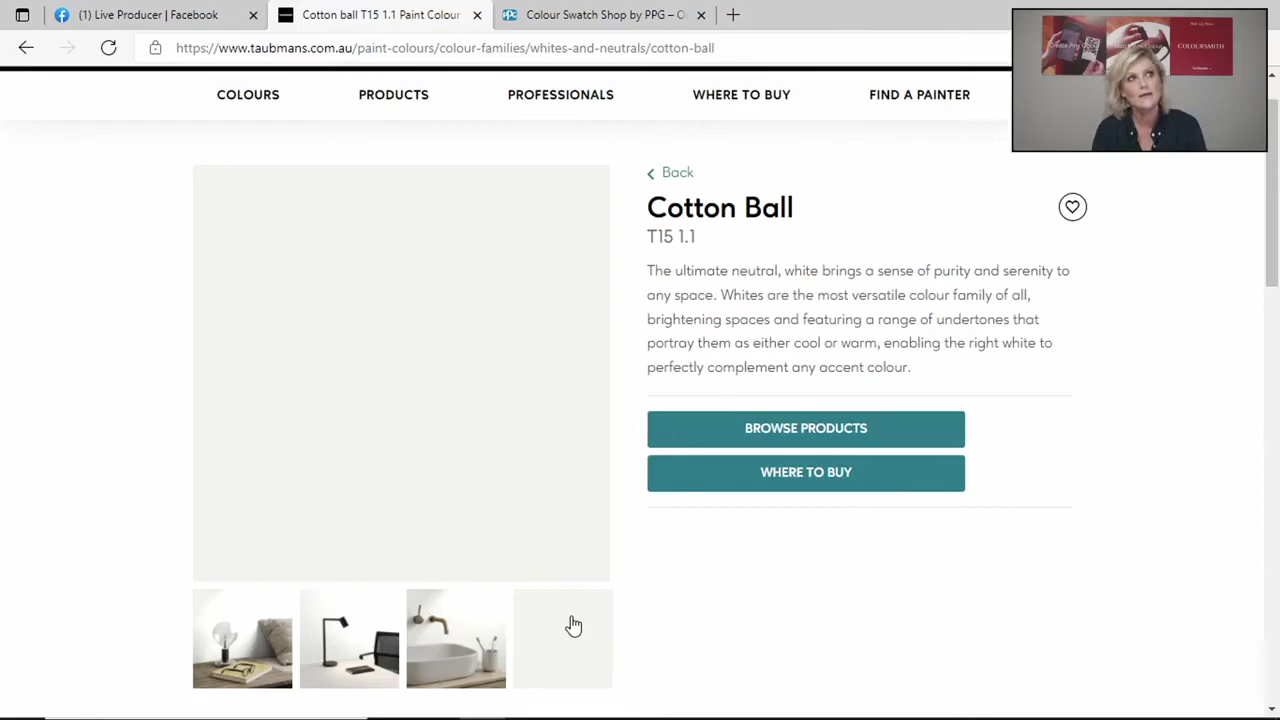 (1) Live Producer | Facebook
Cotton ball T15 1.1 Paint Colour
Colour Swatch Shop by PPG – O
https://www.taubmans.com.au/paint-colours/colour-families/whites-and-neutrals/cotton-ball
COLOURS
PRODUCTS
PROFESSIONALS
WHERE TO BUY
FIND A PAINTER
COLOURSMITH
Back
Cotton Ball
T15 1.1
The ultimate neutral, white brings a sense of purity and serenity to
any space. Whites are the most versatile colour family of all,
brightening spaces and featuring a range of undertones that
portray them as either cool or warm, enabling the right white to
perfectly complement any accent colour.
BROWSE PRODUCTS
WHERE TO BUY